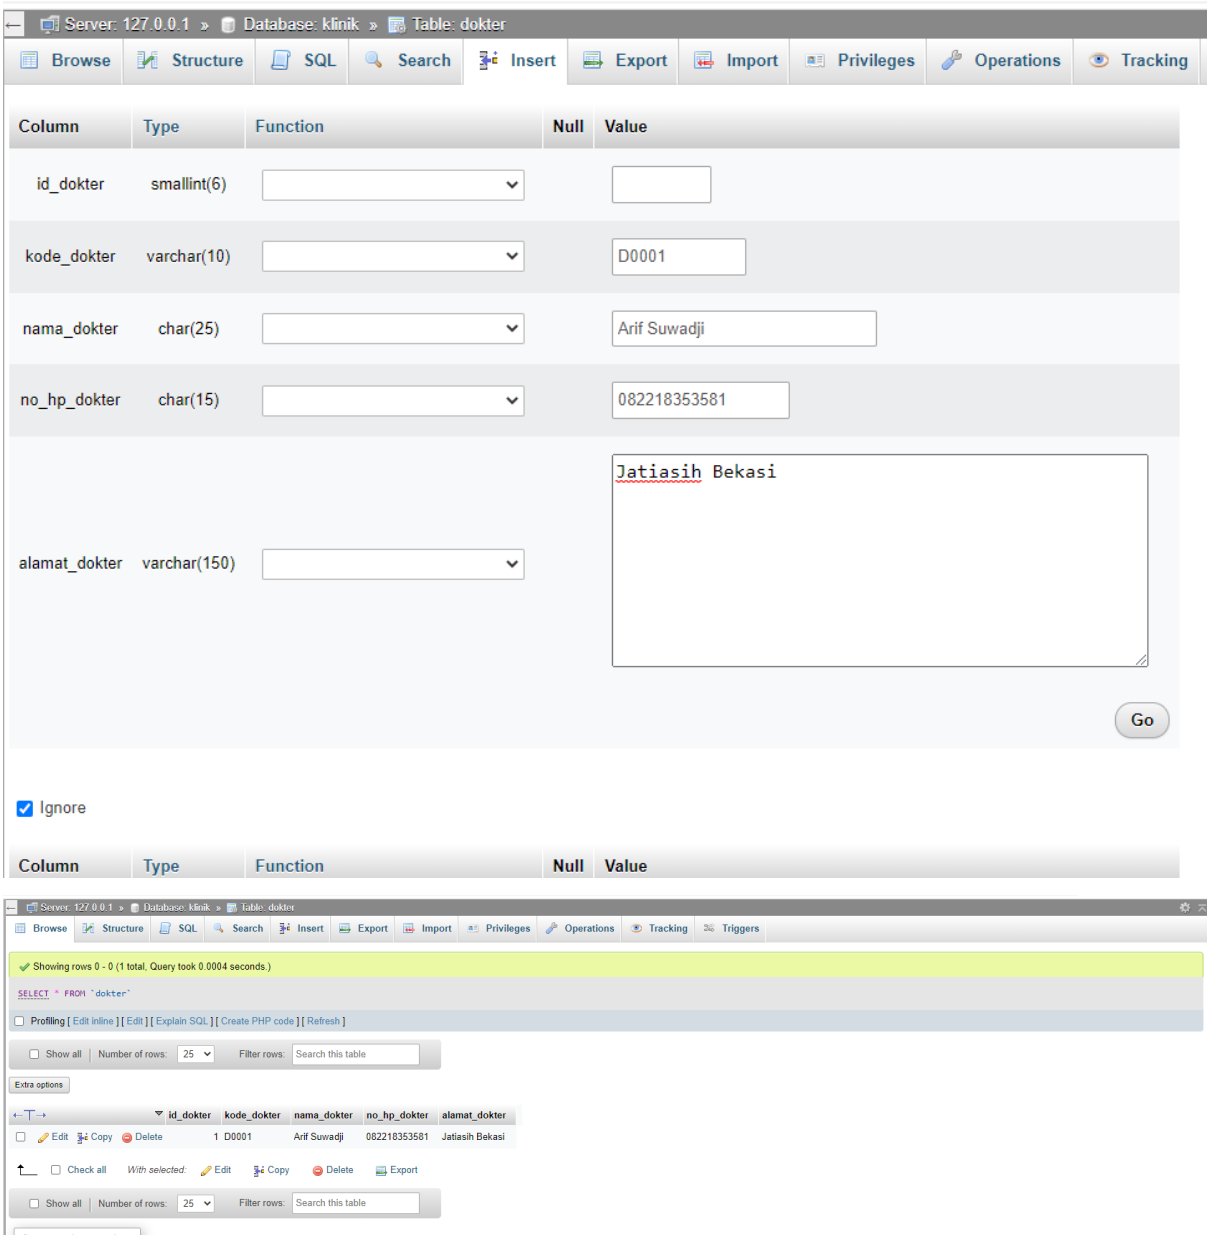 ← Server: 127.0.0.1 » Database: klinik » Table: dokter
Browse Structure SQL Search Insert Export Import Privileges Operations Tracking
Column Type Function Null Value
id_dokter smallint(6)
kode_dokter varchar(10) D0001
nama_dokter char(25) Arif Suwadji
no_hp_dokter char(15) 082218353581
Jatiasih Bekasi
alamat_dokter varchar(150)
Go
Ignore
Column Type Function Null Value
← Server: 127.0.0.1 » Database: klinik » Table: dokter
Browse Structure SQL Search Insert Export Import Privileges Operations Tracking Triggers
Showing rows 0 - 0 (1 total, Query took 0.0004 seconds.)
SELECT * FROM `dokter`
Profiling [ Edit inline ] [ Edit ] [ Explain SQL ] [ Create PHP code ] [ Refresh ]
Show all | Number of rows: 25 Filter rows: Search this table
Extra options
←T→ id_dokter kode_dokter nama_dokter no_hp_dokter alamat_dokter
Edit Copy Delete 1 D0001 Arif Suwadji 082218353581 Jatiasih Bekasi
Check all With selected: Edit Copy Delete Export
Show all | Number of rows: 25 Filter rows: Search this table